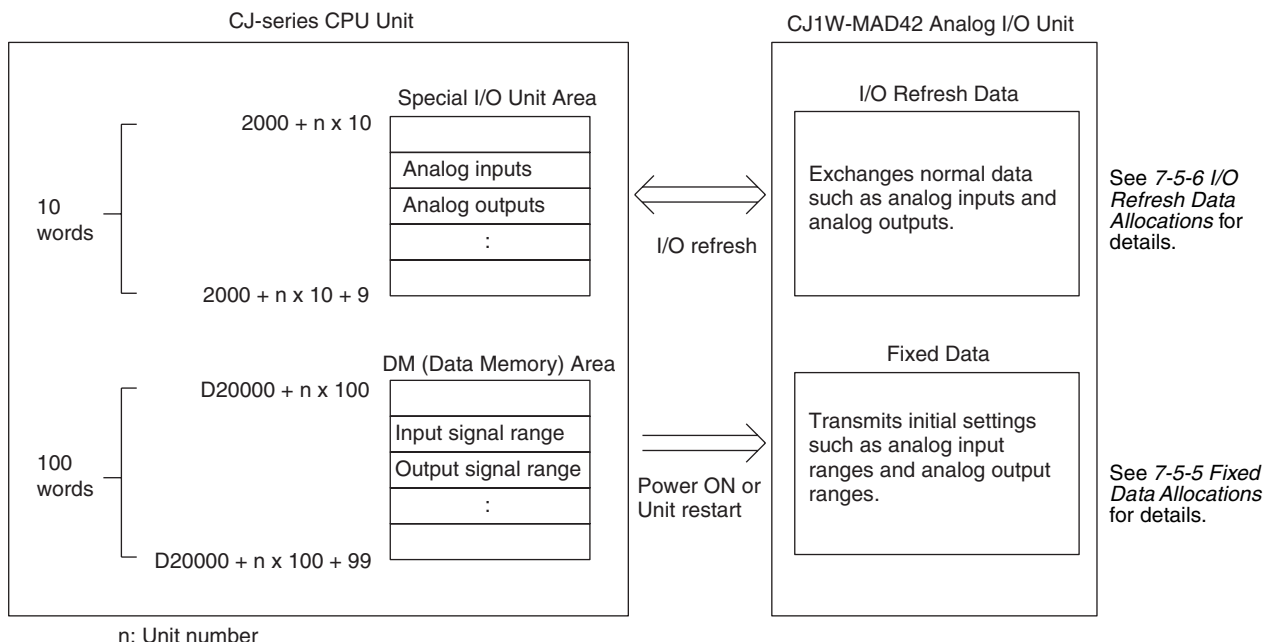 CJ-series CPU Unit
CJ1W-MAD42 Analog I/O Unit
Special I/O Unit Area
I/O Refresh Data
2000 + n x 10
Analog inputs
Analog outputs
:
10
words
2000 + n x 10 + 9
I/O refresh
Exchanges normal data
such as analog inputs and
analog outputs.
See 7-5-6 I/O
Refresh Data
Allocations for
details.
DM (Data Memory) Area
Fixed Data
D20000 + n x 100
Input signal range
Output signal range
:
100
words
D20000 + n x 100 + 99
Power ON or
Unit restart
Transmits initial settings
such as analog input
ranges and analog output
ranges.
See 7-5-5 Fixed
Data Allocations
for details.
n: Unit number